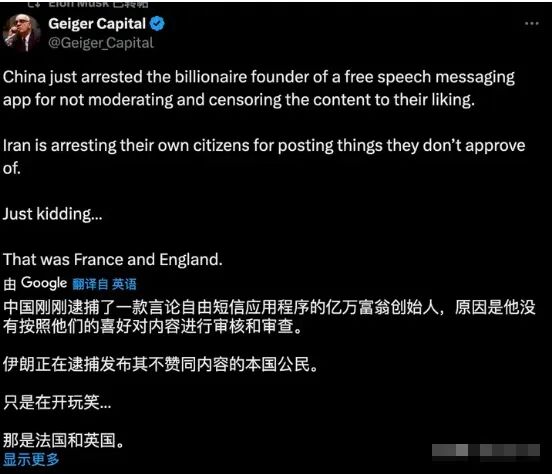 Elon Musk 已转帖
Geiger Capital
@Geiger_Capital
China just arrested the billionaire founder of a free speech messaging
app for not moderating and censoring the content to their liking.
Iran is arresting their own citizens for posting things they don’t approve
of.
Just kidding...
That was France and England.
由 Google 翻译自 英语
中国刚刚逮捕了一款言论自由短信应用程序的亿万富翁创始人，原因是他没
有按照他们的喜好对内容进行审核和审查。
伊朗正在逮捕发布其不赞同内容的本国公民。
只是在开玩笑...
那是法国和英国。
显示更多